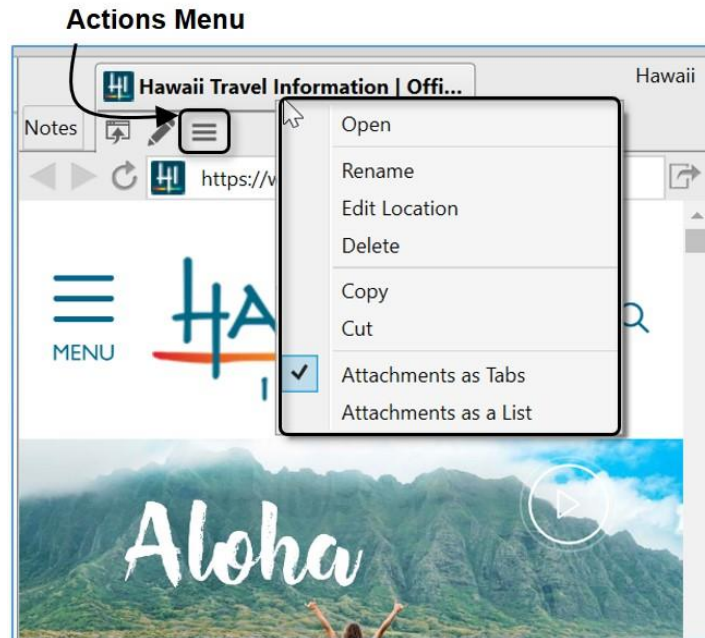 Actions Menu
Hawaii Travel Information | Offi...
Hawaii
Notes
https://w
Open
Rename
Edit Location
Delete
Copy
Cut
Attachments as Tabs
Attachments as a List
MENU
HA
I
Aloha